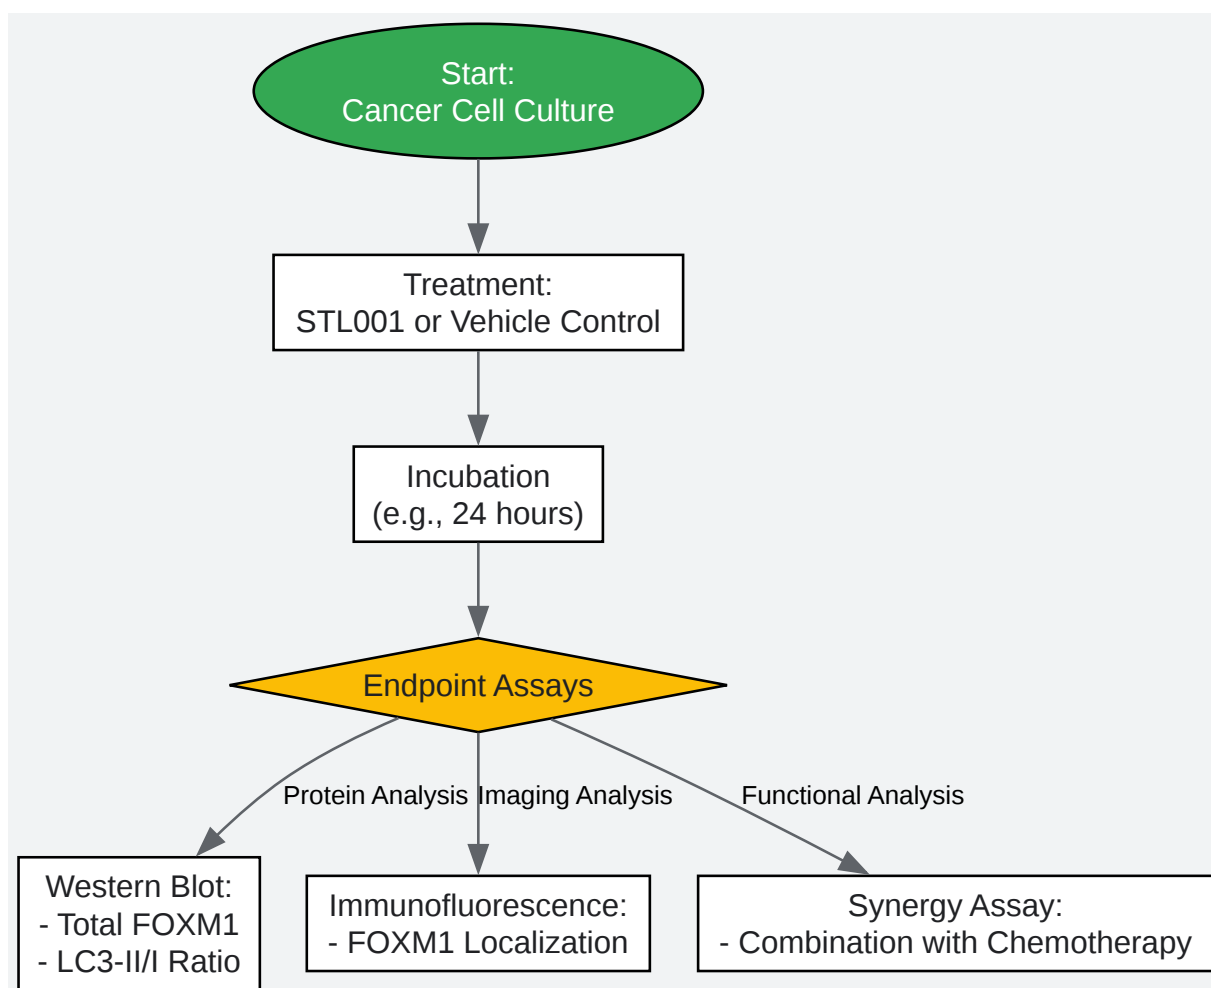 Start:
Cancer Cell Culture
Treatment:
STL001 or Vehicle Control
Incubation
(e.g., 24 hours)
Endpoint Assays
Protein Analysis
Imaging Analysis
Functional Analysis
Western Blot:
- Total FOXM1
- LC3-II/I Ratio
Immunofluorescence:
- FOXM1 Localization
Synergy Assay:
- Combination with Chemotherapy